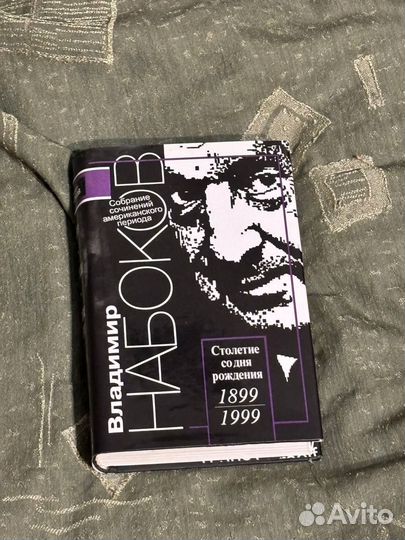 Собрание
сочинений
американского
периода
Владимир
НАБОКОВ
Столетие
со дня
рождения
1899
1999
Avito